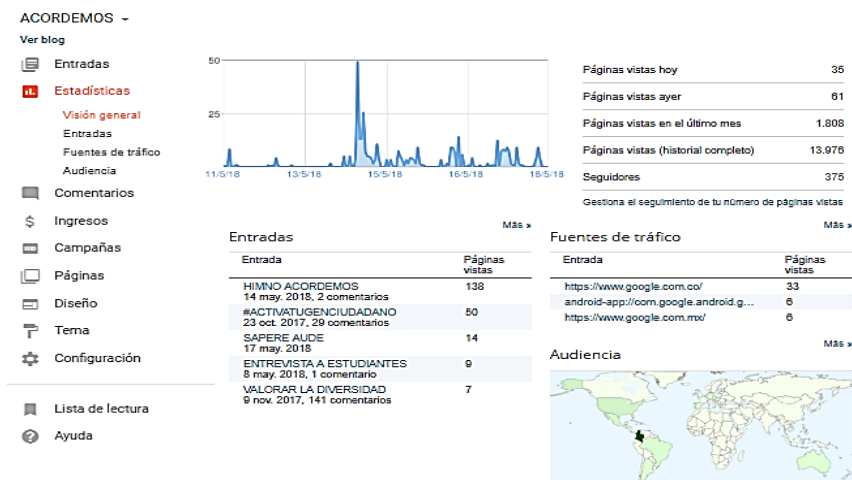 ACORDEMOS
Ver blog
Entradas
Estadísticas
Visión general
Entradas
Fuentes de tráfico
Audiencia
Comentarios
Ingresos
Campañas
Páginas
Diseño
Tema
Configuración
Lista de lectura
Ayuda
50
25
11/5/18 13/5/18 15/5/18 16/5/18 18/5/18
Páginas vistas hoy 35
Páginas vistas ayer 61
Páginas vistas en el último mes 1.808
Páginas vistas (historial completo) 13.976
Seguidores 375
Gestiona el seguimiento de tu número de páginas vistas
Más »
Entradas
Entrada Páginas
vistas
HIMNO ACORDEMOS 138
14 may. 2018, 2 comentarios
#ACTIVATUGENCIUDADANO 50
23 oct. 2017, 29 comentarios
SAPERE AUDE 14
17 may. 2018
ENTREVISTA A ESTUDIANTES 9
8 may. 2018, 1 comentario
VALORAR LA DIVERSIDAD 7
9 nov. 2017, 141 comentarios
Más »
Fuentes de tráfico
Entrada Páginas
vistas
https://www.google.com.co/ 33
android-app://com.google.android.g... 6
https://www.google.com.mx/ 6
Más »
Audiencia